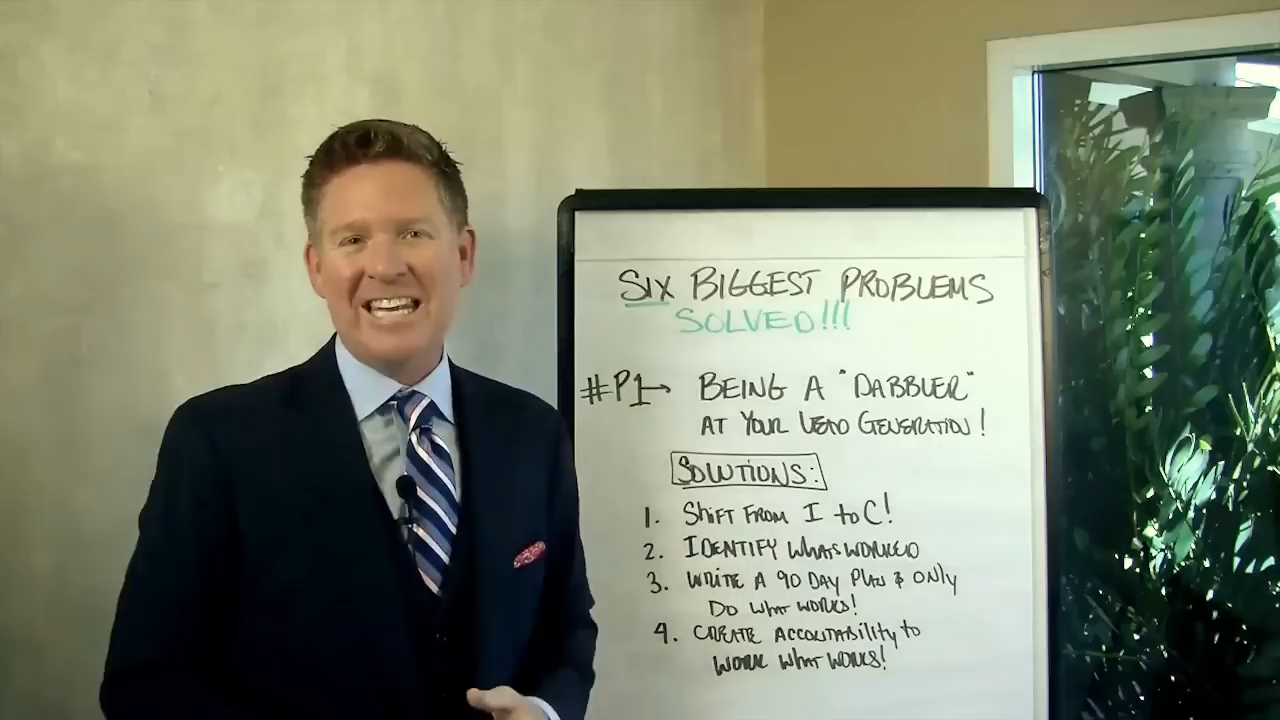 SIX BIGGEST PROBLEMS
SOLVED!!!
#P1→ BEING A "DABBLER"
AT YOUR LEAD GENERATION!
SOLUTIONS:
1. SHIFT FROM I to C!
2. IDENTIFY WHATS WORKED
3. WRITE A 90 DAY PLAN & ONLY
DO WHAT WORKS!
4. CREATE ACCOUNTABILITY to
WORK WHAT WORKS!